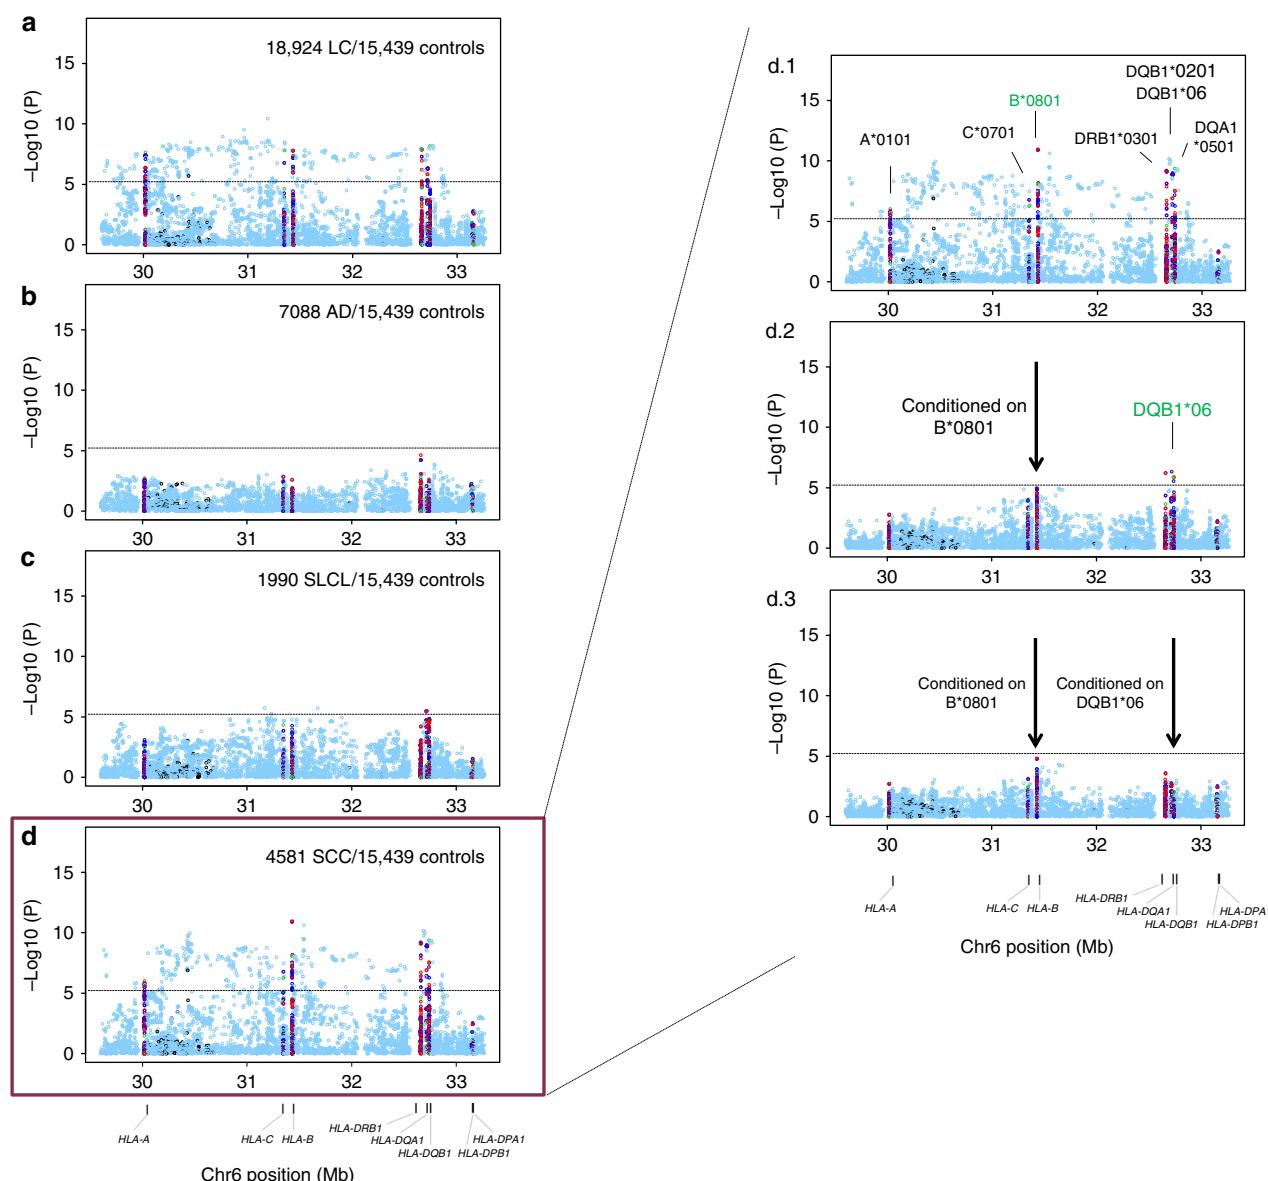 a
18,924 LC/15,439 controls
–Log10 (P)
15
10
5
0
30
31
32
33
b
7088 AD/15,439 controls
–Log10 (P)
15
10
5
0
30
31
32
33
c
1990 SLCL/15,439 controls
–Log10 (P)
15
10
5
0
30
31
32
33
d
4581 SCC/15,439 controls
–Log10 (P)
15
10
5
0
30
31
32
33
HLA-A
HLA-C
HLA-B
HLA-DRB1
HLA-DQA1
HLA-DQB1
HLA-DPA1
HLA-DPB1
Chr6 position (Mb)
d.1
–Log10 (P)
15
10
5
0
A*0101
C*0701
B*0801
DRB1*0301
DQB1*0201
DQB1*06
DQA1
*0501
30
31
32
33
d.2
–Log10 (P)
15
10
5
0
Conditioned on
B*0801
DQB1*06
30
31
32
33
d.3
–Log10 (P)
15
10
5
0
Conditioned on
B*0801
Conditioned on
DQB1*06
30
31
32
33
HLA-A
HLA-C
HLA-B
HLA-DRB1
HLA-DQA1
HLA-DQB1
HLA-DPA1
HLA-DPB1
Chr6 position (Mb)